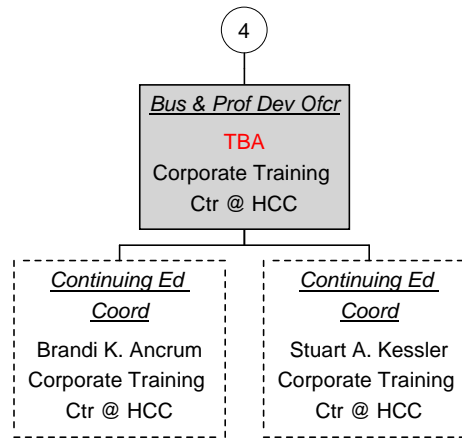 4
Bus & Prof Dev Ofcr
TBA
Corporate Training
Ctr @ HCC
Continuing Ed
Coord
Brandi K. Ancrum
Corporate Training
Ctr @ HCC
Continuing Ed
Coord
Stuart A. Kessler
Corporate Training
Ctr @ HCC